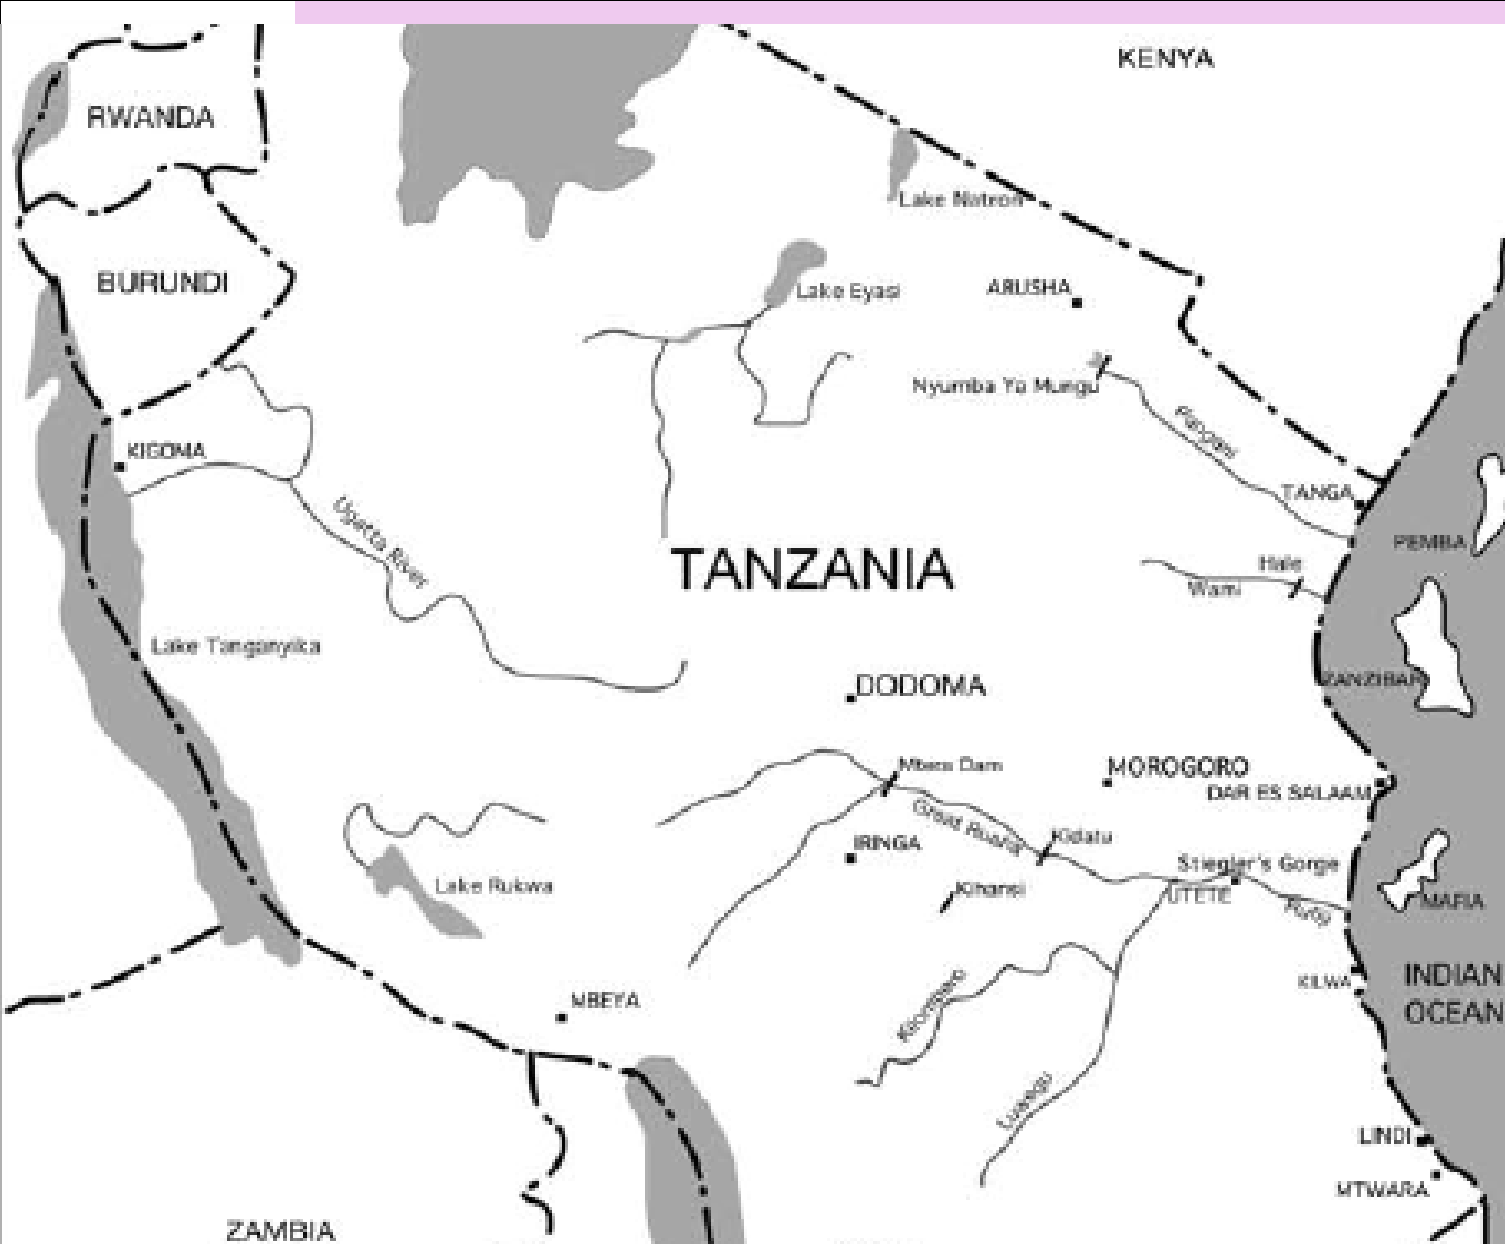 KENYA
RWANDA
Lake Natron
BURUNDI
Lake Eyasi
ARUSHA
Nyumba Ya Mungu
Pangani
KIGOMA
TANGA
Ugatta River
PEMBA
TANZANIA
Hale
Wami
Lake Tanganyika
DODOMA
ZANZIBAR
Mtera Dam
MOROGORO
DAR ES SALAAM
Great Ruaha
Kidatu
IRINGA
Stiegler's Gorge
Lake Rukwa
Kihansi
UTETE
Rufiji
MAFIA
INDIAN
OCEAN
KILWA
MBEYA
Kilombero
Luwegu
LINDI
MTWARA
ZAMBIA